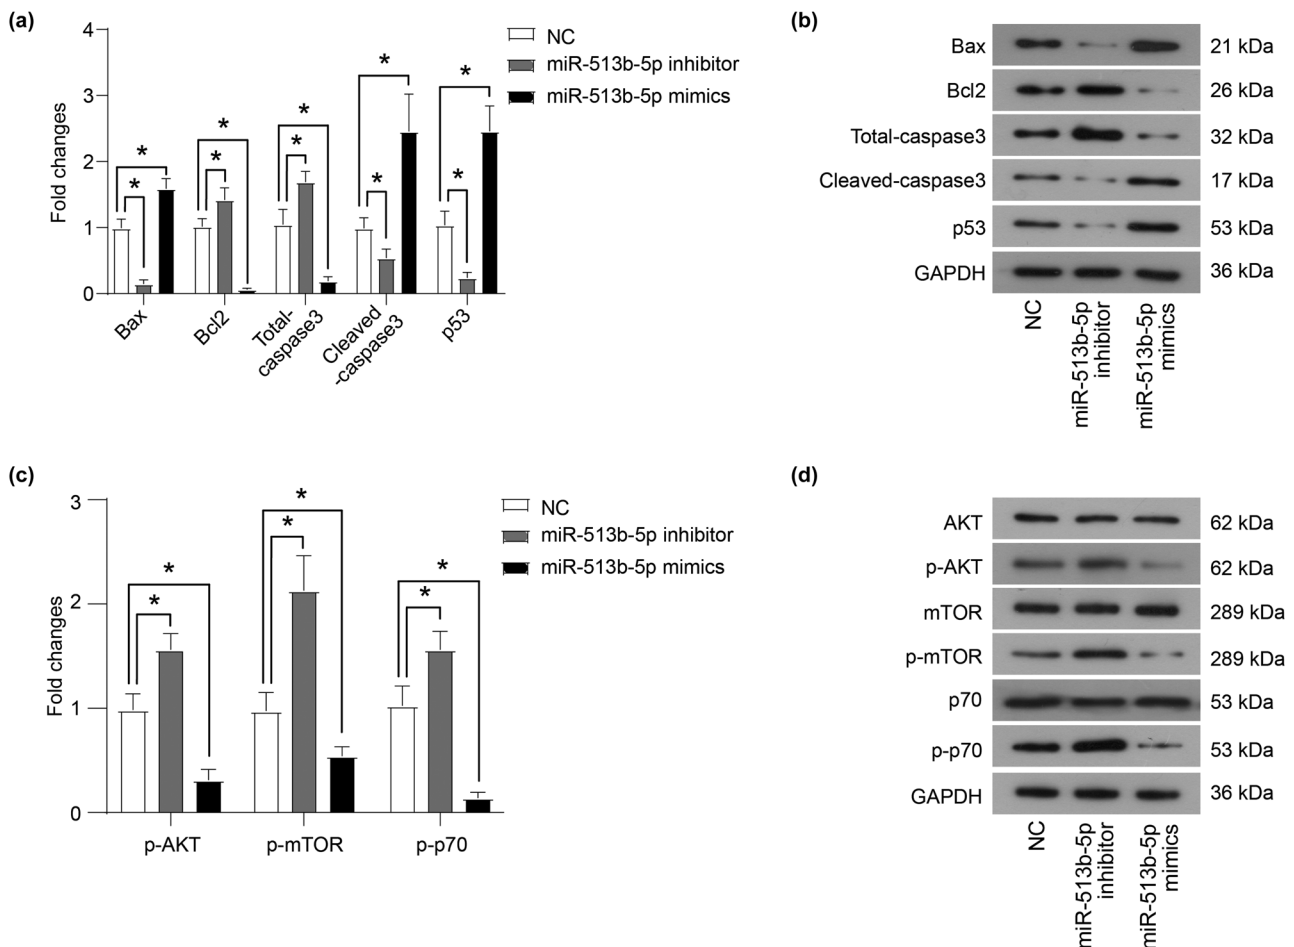 (a)
Fold changes
4
3
2
1
0
NC
miR-513b-5p inhibitor
miR-513b-5p mimics
*
*
*
*
*
*
*
*
*
*
Bax
Bcl2
Total-
caspase3
Cleaved
-caspase3
p53
(b)
Bax
21 kDa
Bcl2
26 kDa
Total-caspase3
32 kDa
Cleaved-caspase3
17 kDa
p53
53 kDa
GAPDH
36 kDa
NC
miR-513b-5p
inhibitor
miR-513b-5p
mimics
(c)
Fold changes
3
2
1
0
NC
miR-513b-5p inhibitor
miR-513b-5p mimics
*
*
*
*
*
*
p-AKT
p-mTOR
p-p70
(d)
AKT
62 kDa
p-AKT
62 kDa
mTOR
289 kDa
p-mTOR
289 kDa
p70
53 kDa
p-p70
53 kDa
GAPDH
36 kDa
NC
miR-513b-5p
inhibitor
miR-513b-5p
mimics